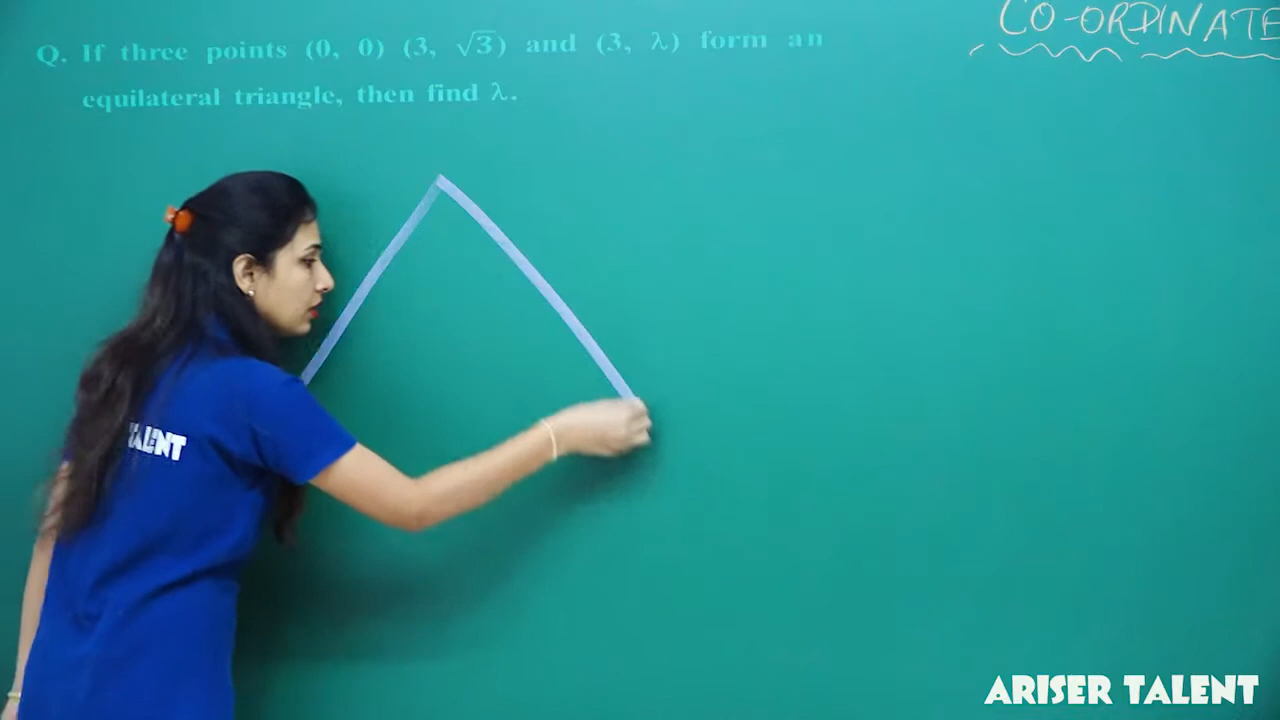 CO-ORDINATE
Q. If three points (0, 0) (3, √3) and (3, λ) form an
equilateral triangle, then find λ.
TALENT
ARISER TALENT